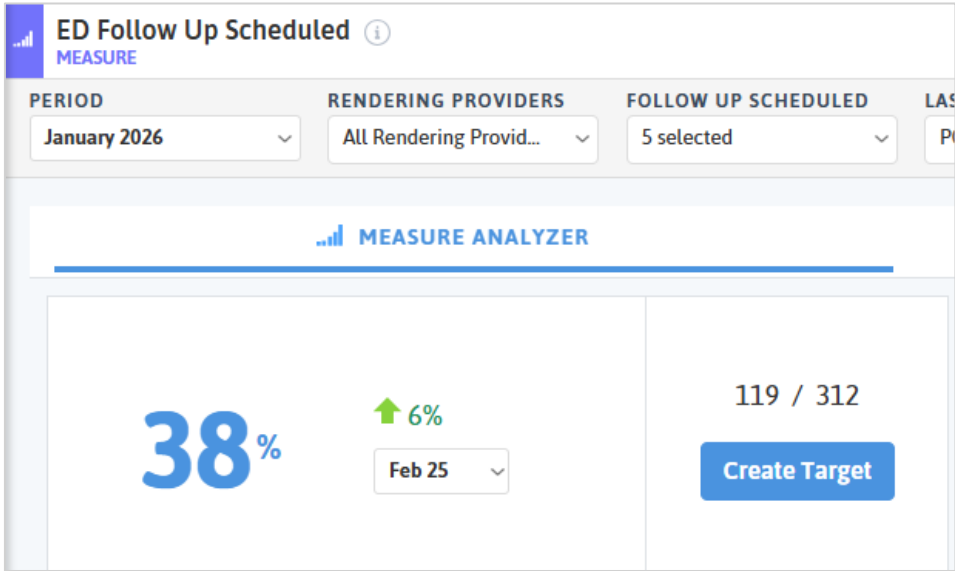 ED Follow Up Scheduled
MEASURE
PERIOD
January 2026
RENDERING PROVIDERS
All Rendering Provid...
FOLLOW UP SCHEDULED
5 selected
MEASURE ANALYZER
38%
6%
Feb 25
119 / 312
Create Target